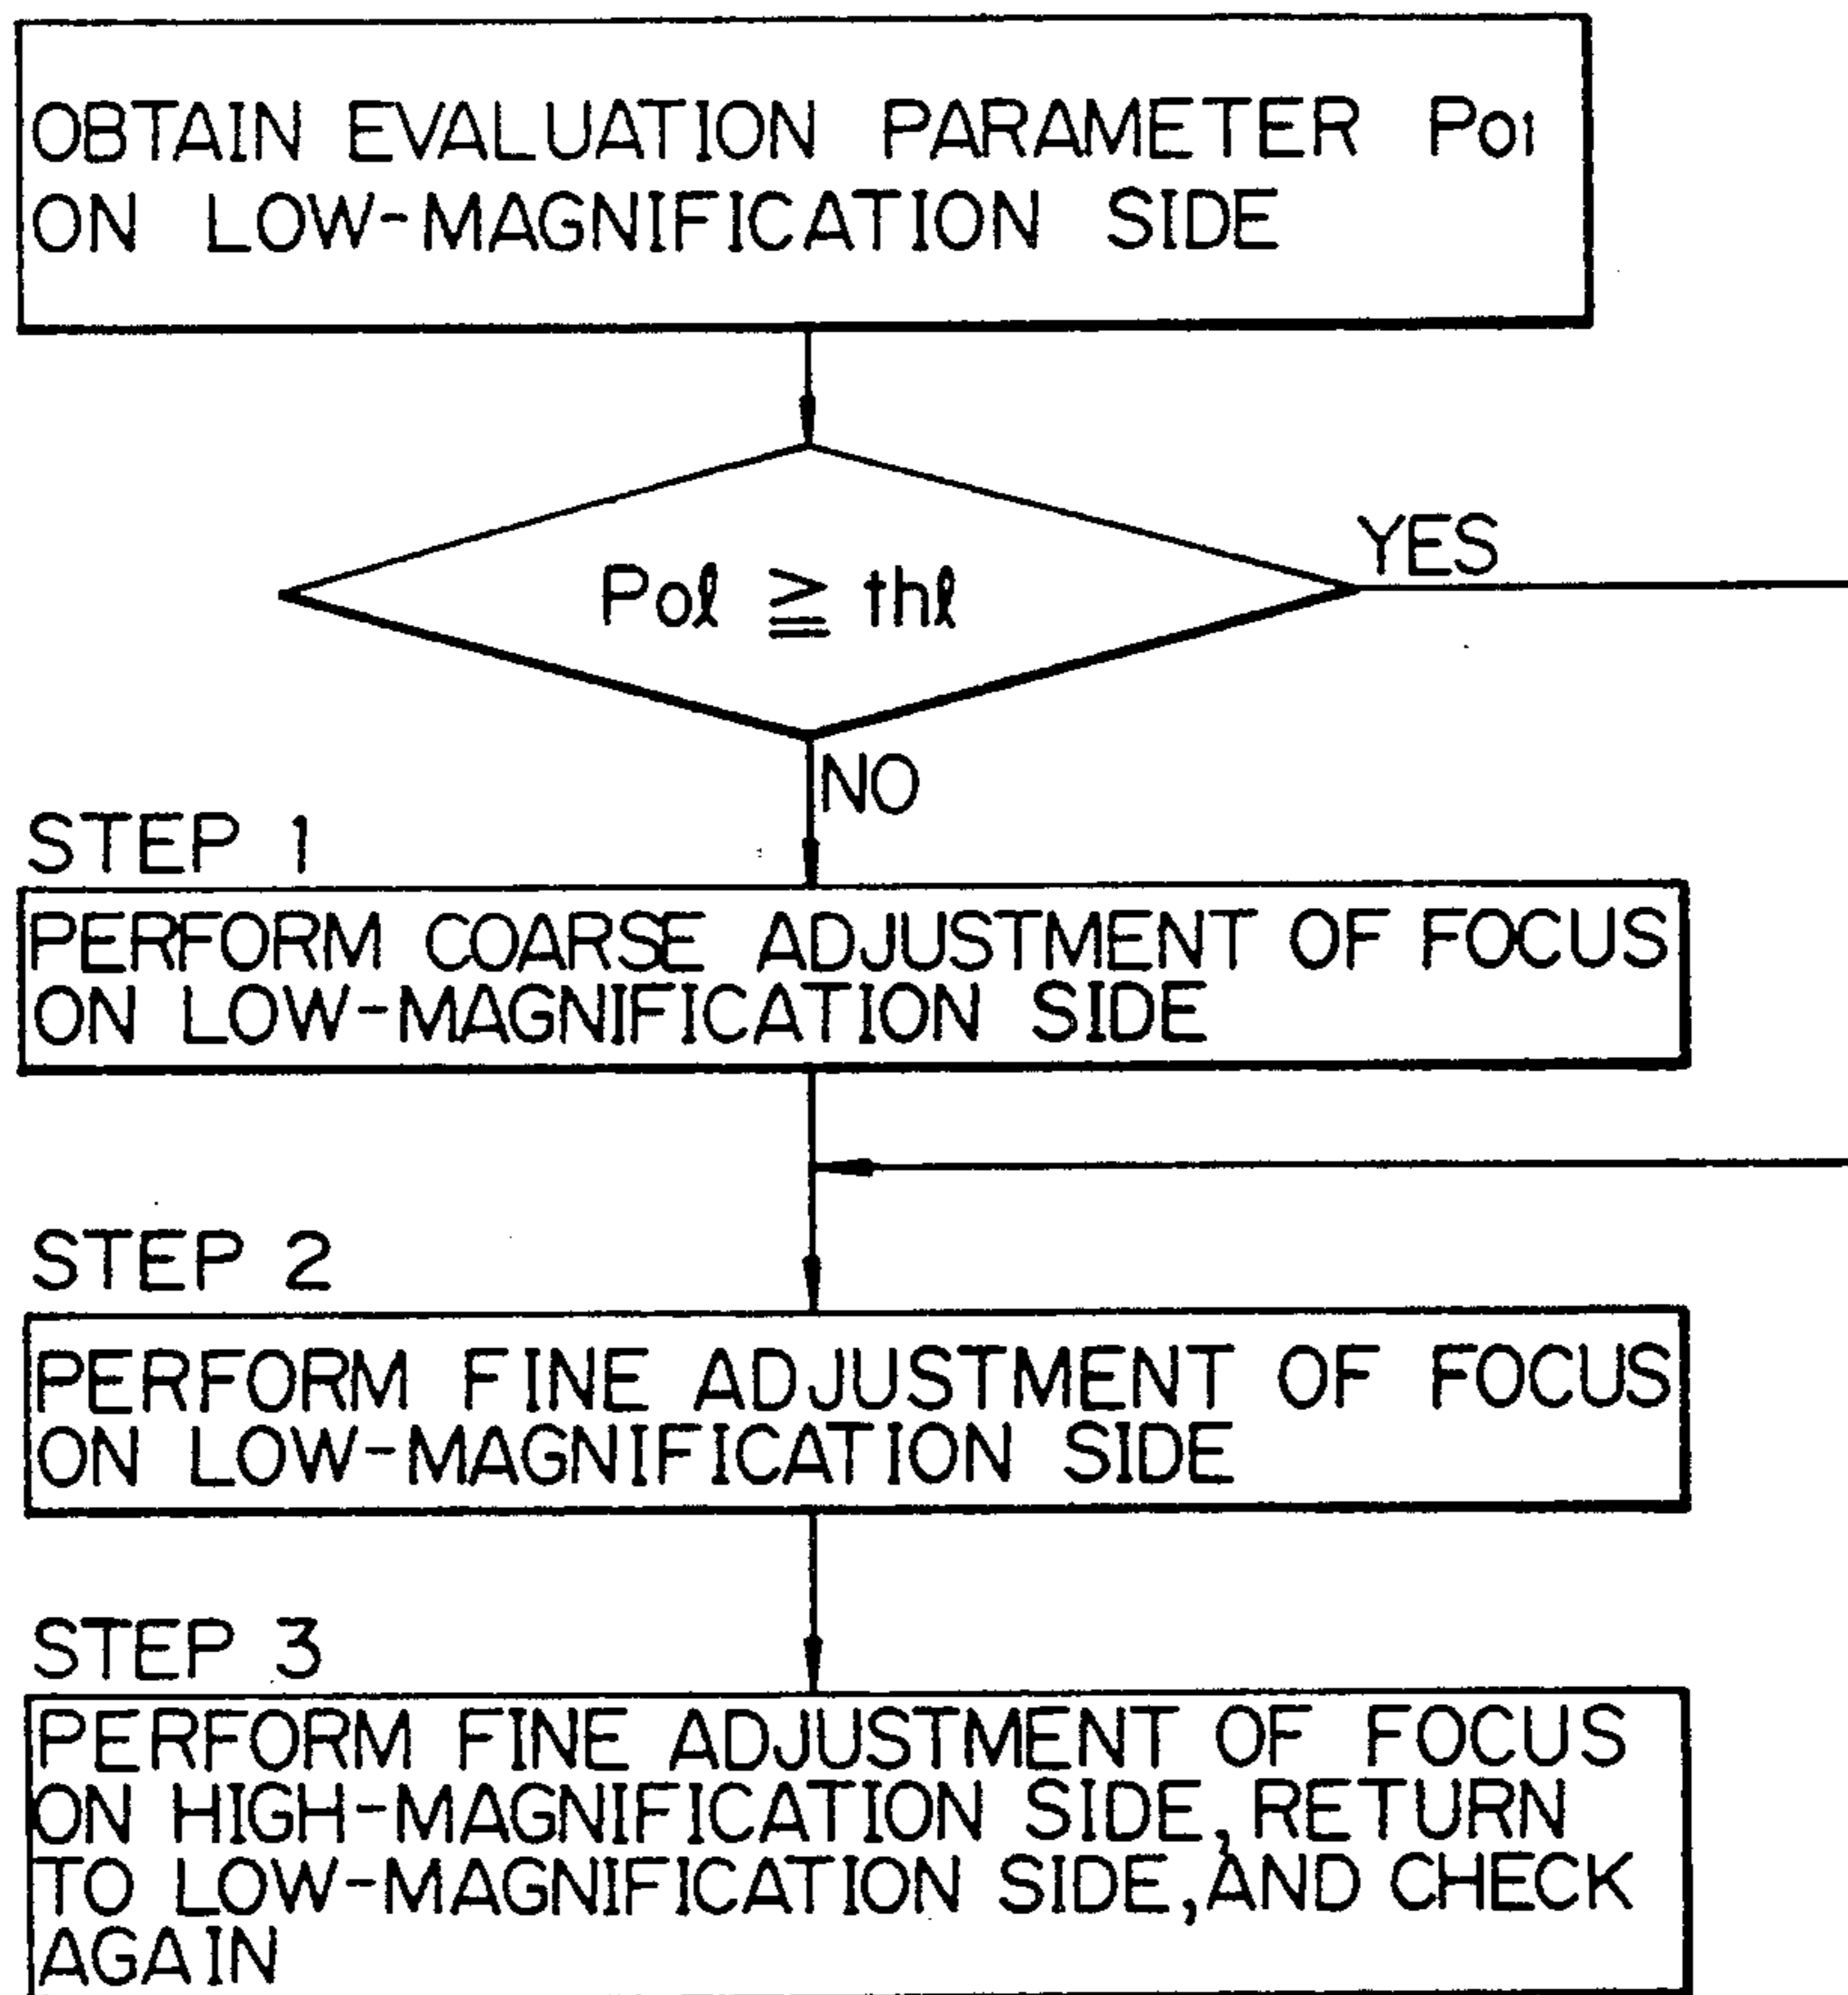 OBTAIN EVALUATION PARAMETER Po1
ON LOW-MAGNIFICATION SIDE
Poℓ ≧ thℓ
YES
NO
STEP 1
PERFORM COARSE ADJUSTMENT OF FOCUS
ON LOW-MAGNIFICATION SIDE
STEP 2
PERFORM FINE ADJUSTMENT OF FOCUS
ON LOW-MAGNIFICATION SIDE
STEP 3
PERFORM FINE ADJUSTMENT OF FOCUS
ON HIGH-MAGNIFICATION SIDE, RETURN
TO LOW-MAGNIFICATION SIDE, AND CHECK
AGAIN